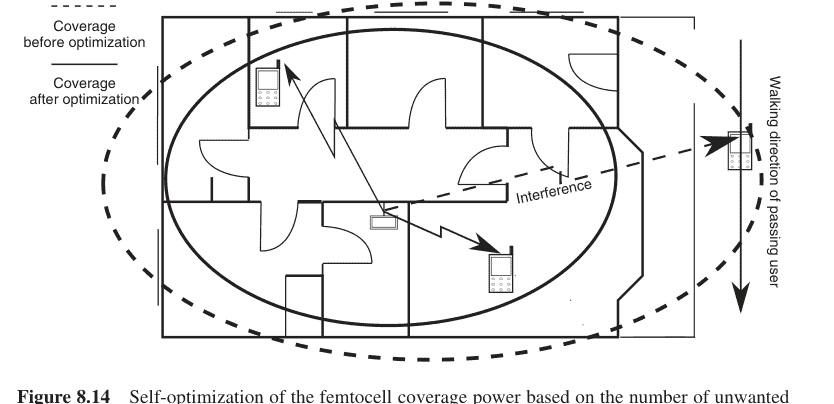 Coverage
before optimization
Coverage
after optimization
Interference
Walking direction of passing user
Figure 8.14 Self-optimization of the femtocell coverage power based on the number of unwanted